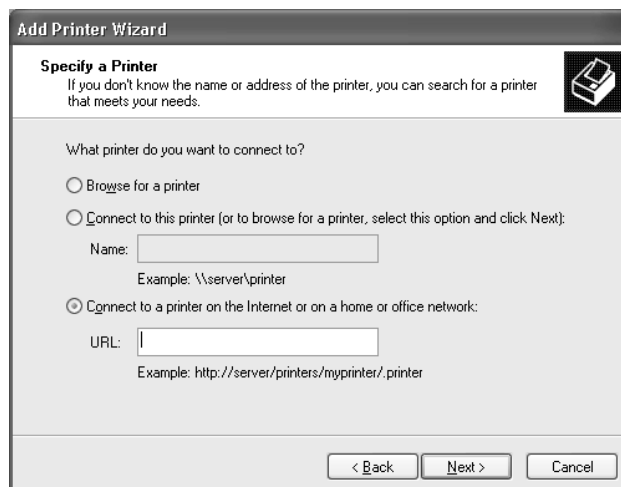 Add Printer Wizard
Specify a Printer
If you don't know the name or address of the printer, you can search for a printer
that meets your needs.
What printer do you want to connect to?
Browse for a printer
Connect to this printer (or to browse for a printer, select this option and click Next):
Name:
Example: \\server\printer
Connect to a printer on the Internet or on a home or office network:
URL:
Example: http://server/printers/myprinter/.printer
< Back Next > Cancel